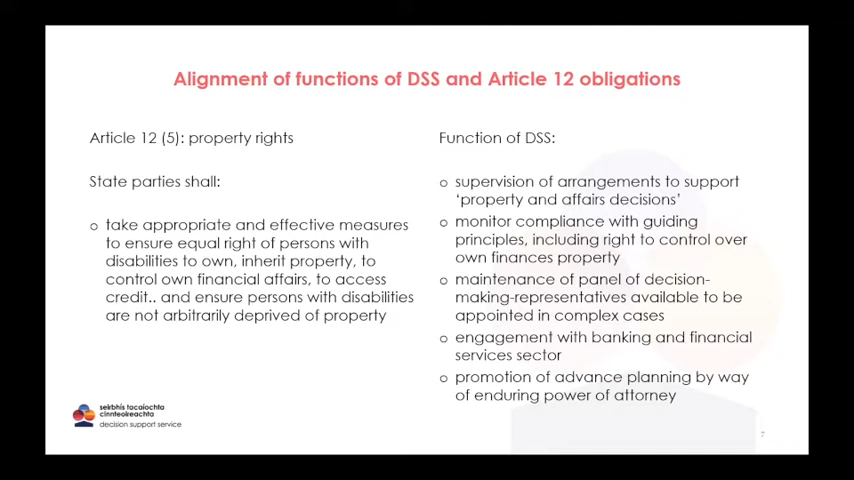 Alignment of functions of DSS and Article 12 obligations
Article 12 (5): property rights
State parties shall:
o take appropriate and effective measures
to ensure equal right of persons with
disabilities to own, inherit property, to
control own financial affairs, to access
credit.. and ensure persons with disabilities
are not arbitrarily deprived of property
Function of DSS:
o supervision of arrangements to support
‘property and affairs decisions’
o monitor compliance with guiding
principles, including right to control over
own finances property
o maintenance of panel of decision-
making-representatives available to be
appointed in complex cases
o engagement with banking and financial
services sector
o promotion of advance planning by way
of enduring power of attorney
seirbhís tacaíochta
cinnteoireachta
decision support service
7